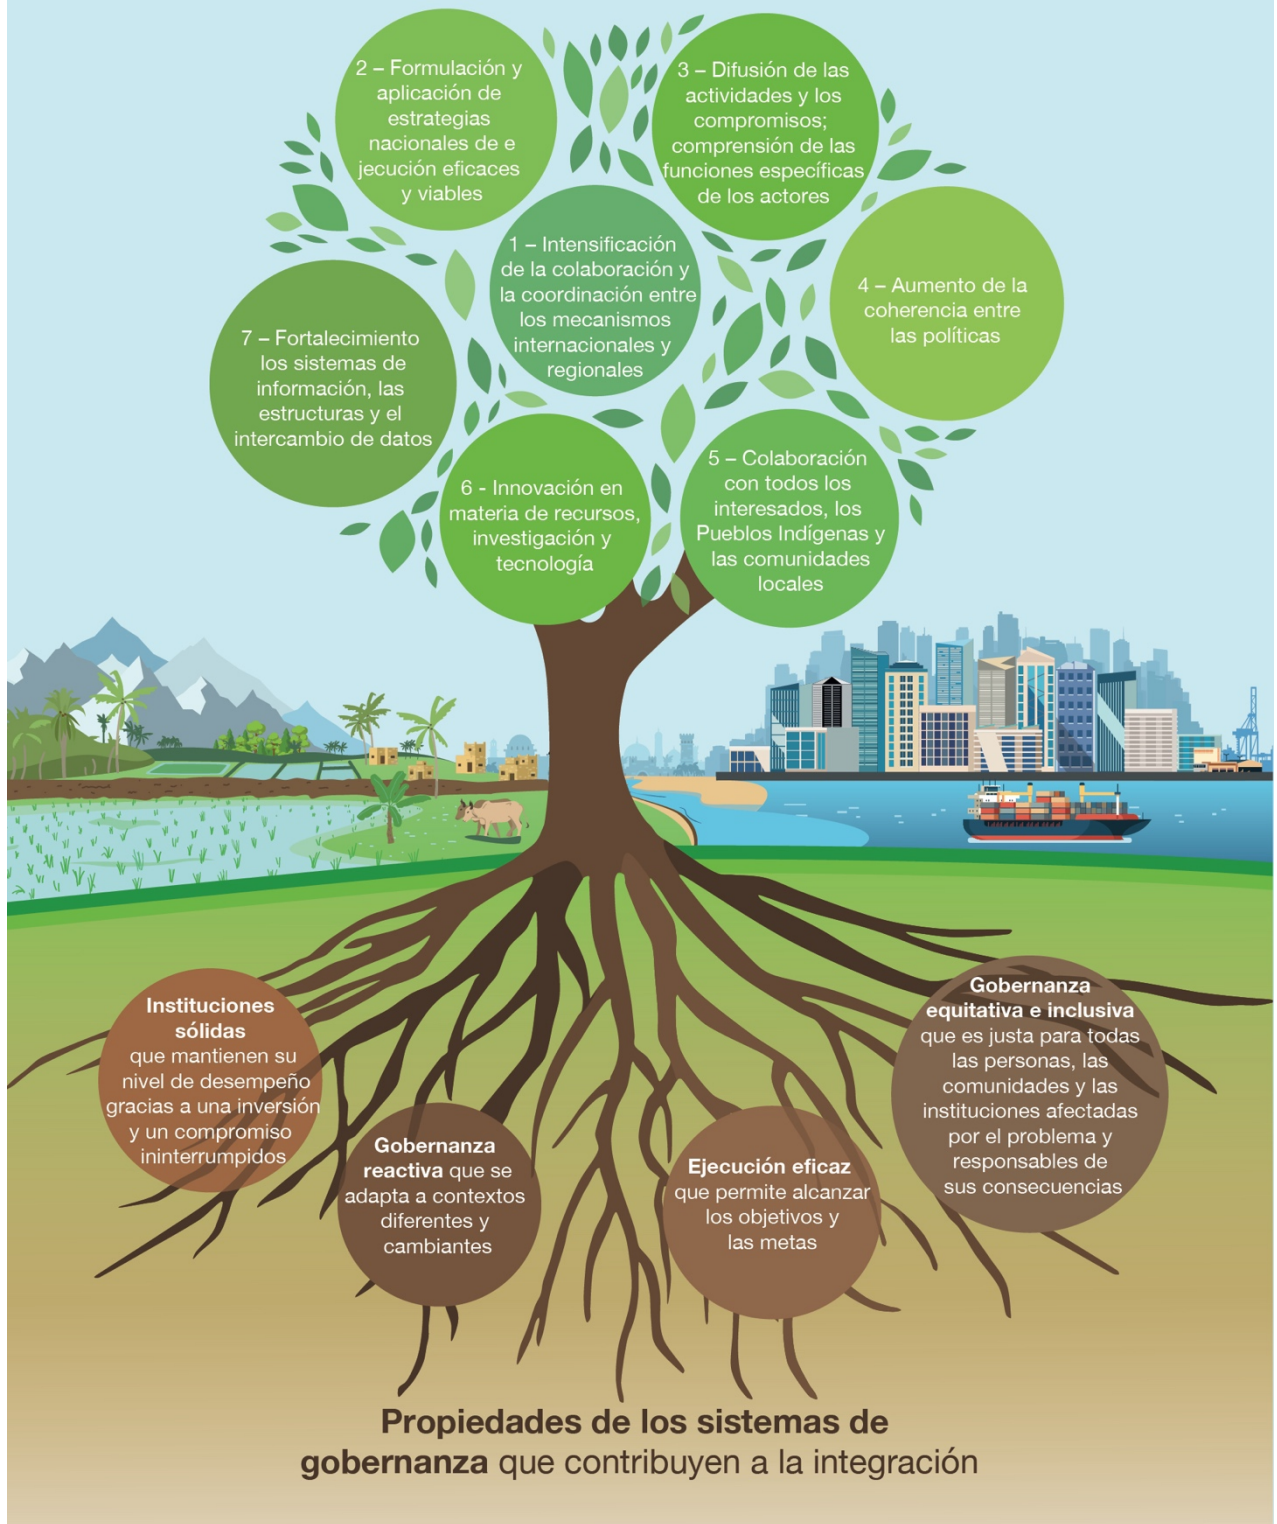 2 – Formulación y
aplicación de
estrategias
nacionales de e
jecución eficaces
y viables
3 – Difusión de las
actividades y los
compromisos;
comprensión de las
funciones específicas
de los actores
1 – Intensificación
de la colaboración y
la coordinación entre
los mecanismos
internacionales y
regionales
4 – Aumento de la
coherencia entre
las políticas
7 – Fortalecimiento
los sistemas de
información, las
estructuras y el
intercambio de datos
6 - Innovación en
materia de recursos,
investigación y
tecnología
5 – Colaboración
con todos los
interesados, los
Pueblos Indígenas y
las comunidades
locales
Instituciones
sólidas
que mantienen su
nivel de desempeño
gracias a una inversión
y un compromiso
ininterrumpidos
Gobernanza
reactiva que se
adapta a contextos
diferentes y
cambiantes
Ejecución eficaz
que permite alcanzar
los objetivos y
las metas
Gobernanza
equitativa e inclusiva
que es justa para todas
las personas, las
comunidades y las
instituciones afectadas
por el problema y
responsables de
sus consecuencias
Propiedades de los sistemas de
gobernanza que contribuyen a la integración